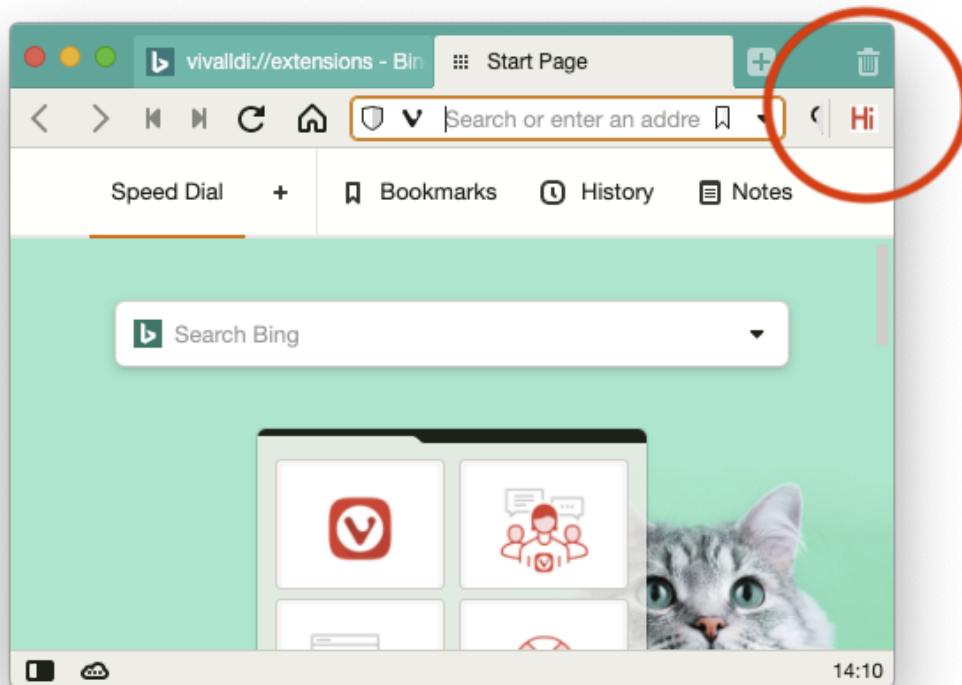 vivalldi://extensions - Bin
Start Page
Search or enter an addre
Hi
Speed Dial
Bookmarks
History
Notes
Search Bing
14:10